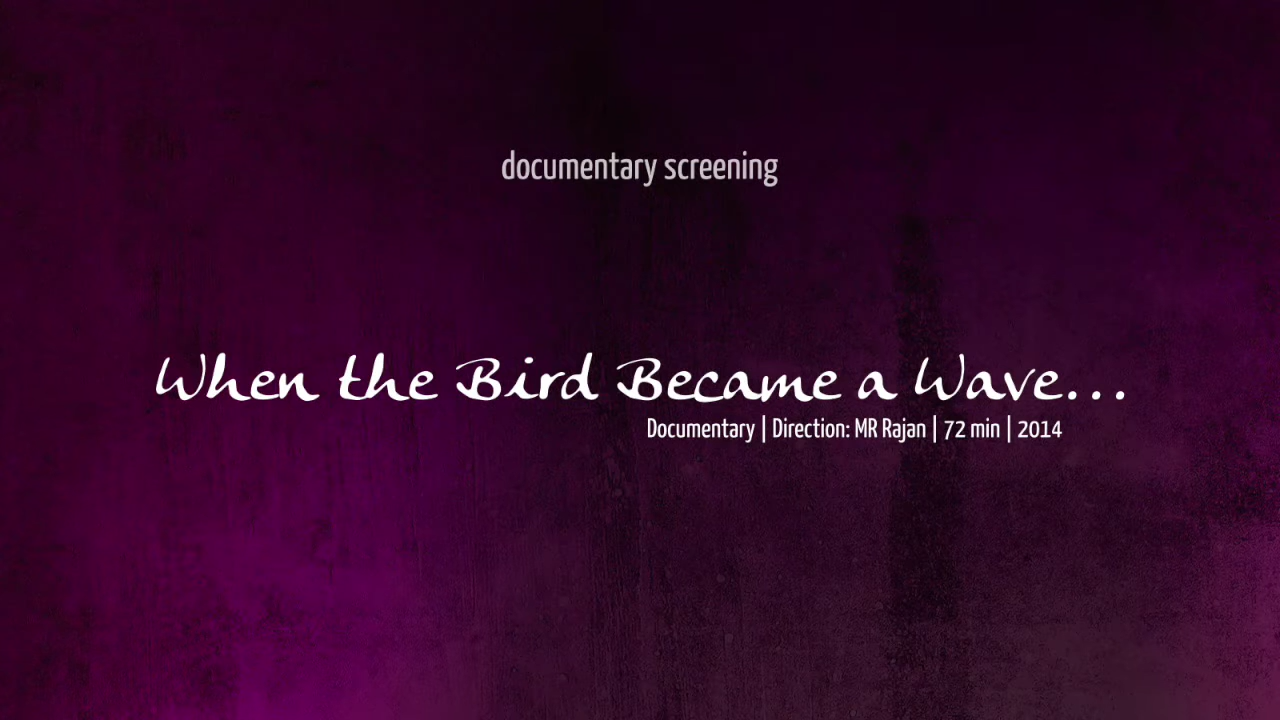 documentary screening
When the Bird Became a Wave...
Documentary | Direction: MR Rajan | 72 min | 2014